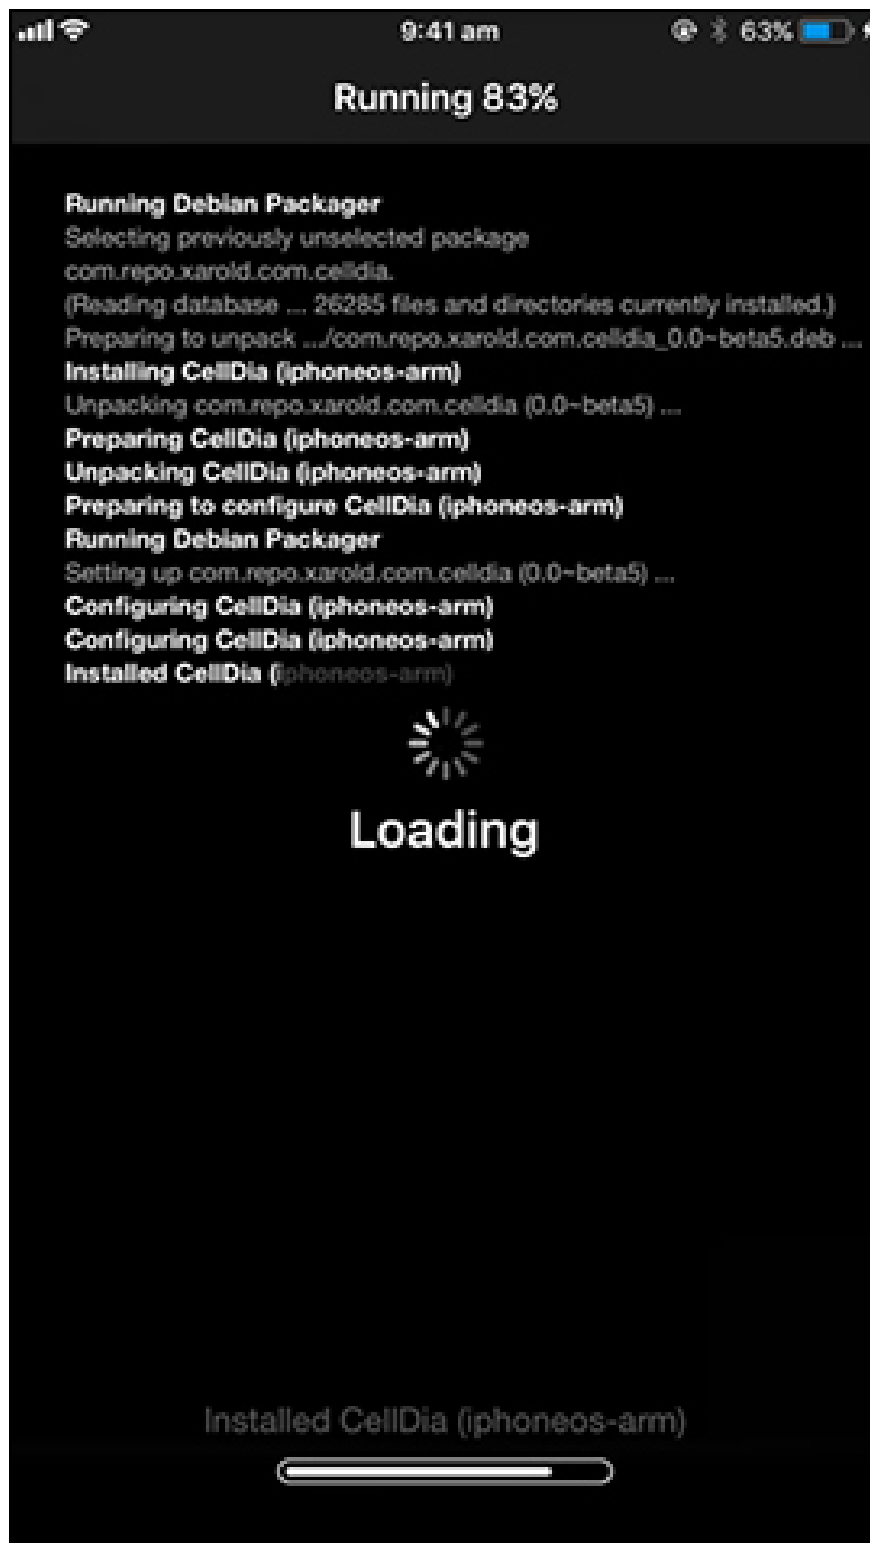 9:41 am 63%
Running 83%
Running Debian Packager
Selecting previously unselected package
com.repo.xarold.com.celldia.
(Reading database ... 26285 files and directories currently installed.)
Preparing to unpack .../com.repo.xarold.com.celldia_0.0~beta5.deb ...
Installing CellDia (iphoneos-arm)
Unpacking com.repo.xarold.com.celldia (0.0~beta5) ...
Preparing CellDia (iphoneos-arm)
Unpacking CellDia (iphoneos-arm)
Preparing to configure CellDia (iphoneos-arm)
Running Debian Packager
Setting up com.repo.xarold.com.celldia (0.0~beta5) ...
Configuring CellDia (iphoneos-arm)
Configuring CellDia (iphoneos-arm)
Installed CellDia (iphoneos-arm)
Loading
Installed CellDia (iphoneos-arm)